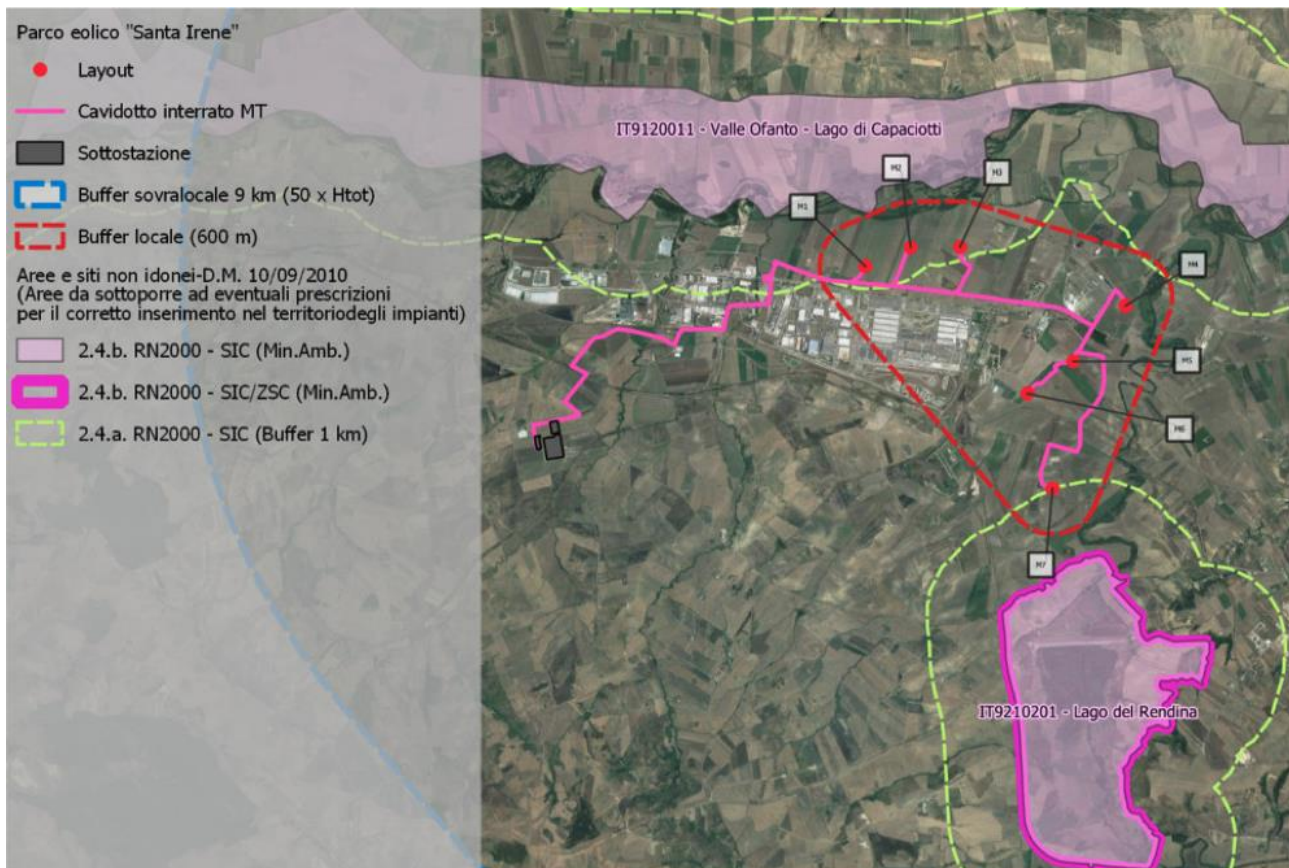 Parco eolico "Santa Irene"
Layout
Cavidotto interrato MT
Sottostazione
Buffer sovralocale 9 km (50 x Htot)
Buffer locale (600 m)
Aree e siti non idonei-D.M. 10/09/2010
(Aree da sottoporre ad eventuali prescrizioni
per il corretto inserimento nel territoriodegli impianti)
2.4.b. RN2000 - SIC (Min.Amb.)
2.4.b. RN2000 - SIC/ZSC (Min.Amb.)
2.4.a. RN2000 - SIC (Buffer 1 km)
IT9120011 - Valle Ofanto - Lago di Capaciotti
M1
M2
M3
M4
M5
M6
M7
IT9210201 - Lago del Rendina